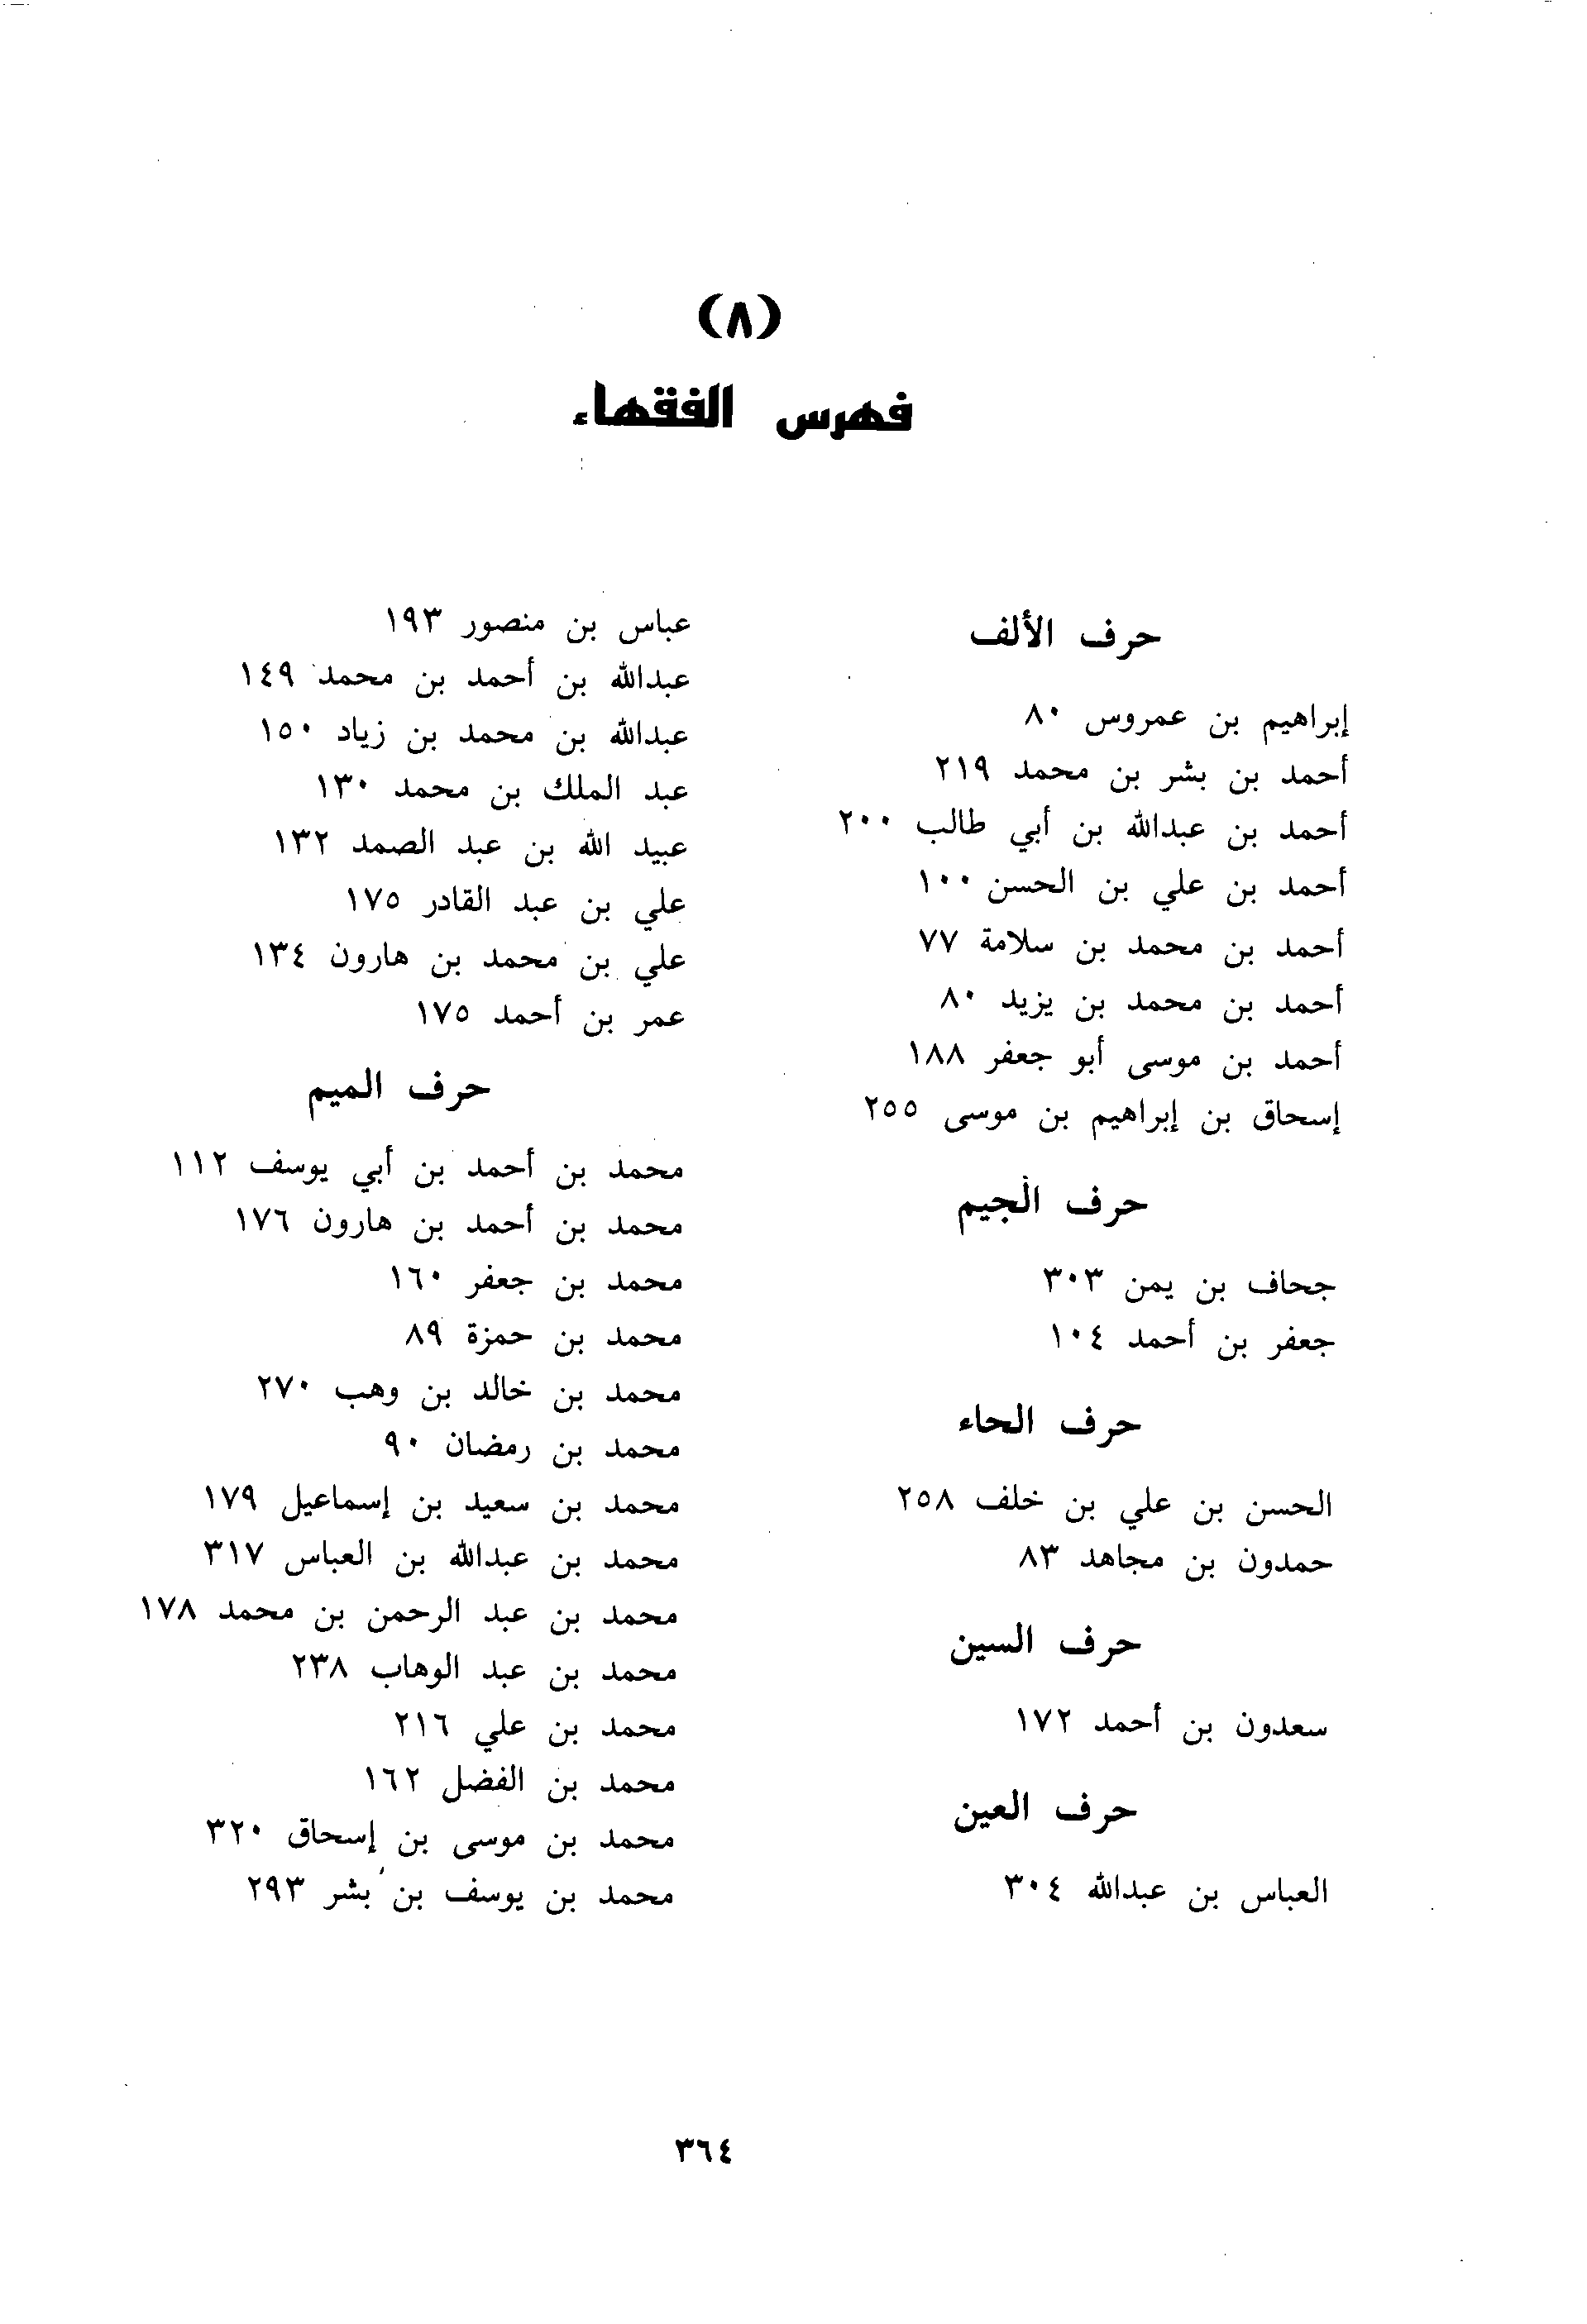 (٨)
فهرس الفقهاء
حرف الألف
إبراهيم بن عمروس ٨٠
أحمد بن بشر بن محمد ٢١٩
أحمد بن عبدالله بن أبي طالب ٢٠٠
أحمد بن علي بن الحسن ١٠٠
أحمد بن محمد بن سلامة ٧٧
أحمد بن محمد بن يزيد ٨٠
أحمد بن موسى أبو جعفر ١٨٨
إسحاق بن إبراهيم بن موسى ٢٥٥
حرف الجيم
جحاف بن يمن ٣٠٣
جعفر بن أحمد ١٠٤
حرف الحاء
الحسن بن علي بن خلف ٢٥٨
حمدون بن مجاهد ٨٣
حرف السين
سعدون بن أحمد ١٧٢
حرف العين
العباس بن عبدالله ٣٠٤
عباس بن منصور ١٩٣
عبدالله بن أحمد بن محمد ١٤٩
عبدالله بن محمد بن زياد ١٥٠
عبد الملك بن محمد ١٣٠
عبيد الله بن عبد الصمد ١٣٢
علي بن عبد القادر ١٧٥
علي بن محمد بن هارون ١٣٤
عمر بن أحمد ١٧٥
حرف الميم
محمد بن أحمد بن أبي يوسف ١١٢
محمد بن أحمد بن هارون ١٧٦
محمد بن جعفر ١٦٠
محمد بن حمزة ٨٩
محمد بن خالد بن وهب ٢٧٠
محمد بن رمضان ٩٠
محمد بن سعيد بن إسماعيل ١٧٩
محمد بن عبدالله بن العباس ٣١٧
محمد بن عبد الرحمن بن محمد ١٧٨
محمد بن عبد الوهاب ٢٣٨
محمد بن علي ٢١٦
محمد بن الفضل ١٦٢
محمد بن موسى بن إسحاق ٣٢٠
محمد بن يوسف بن بشر ٢٩٣
٣٦٤